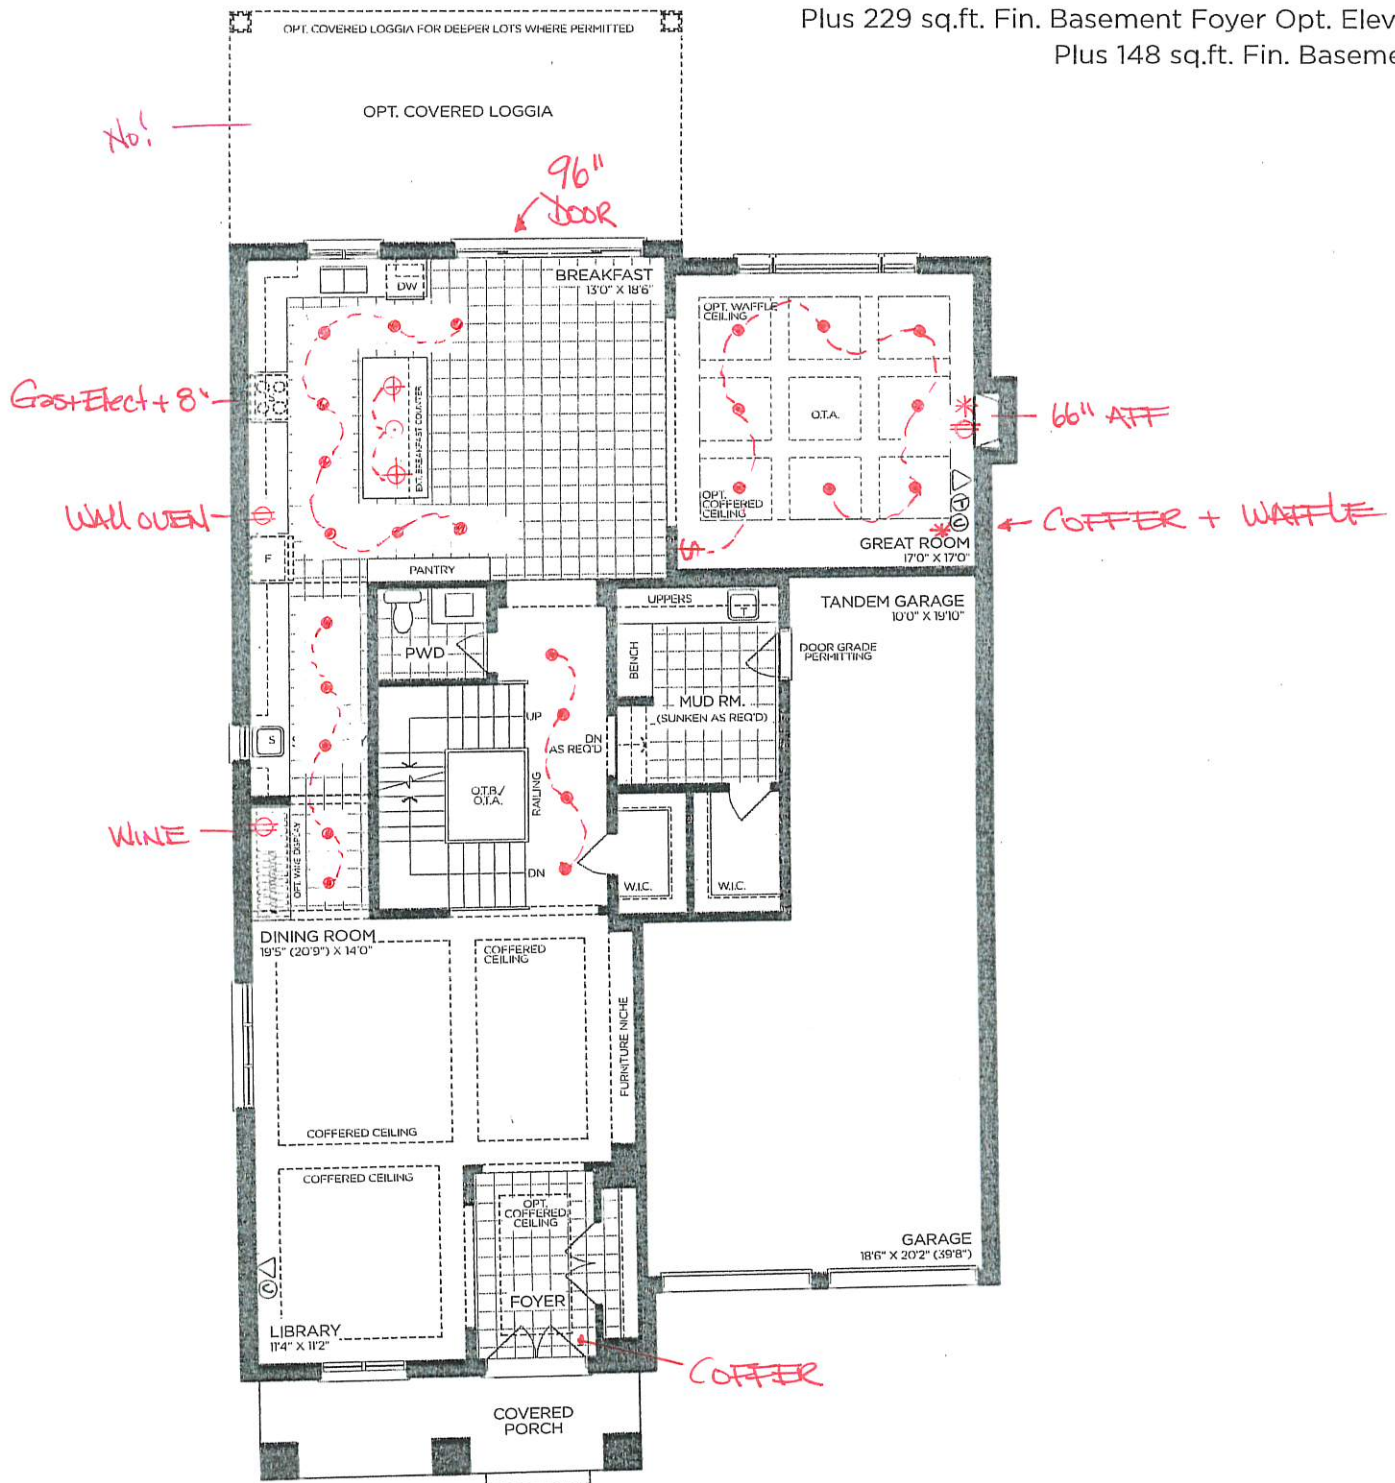 Plus 229 sq.ft. Fin. Basement Foyer Opt. Elev
Plus 148 sq.ft. Fin. Baseme
OPT. COVERED LOGGIA FOR DEEPER LOTS WHERE PERMITTED
OPT. COVERED LOGGIA
No!
96"
DOOR
BREAKFAST
13'0" X 18'6"
DW
OPT. WAFFLE
CEILING
Gas+Elect + 8"
EXT. BREAKFAST COUNTER
O.T.A.
66" AFF
WALL OVEN
OPT.
COFFERED
CEILING
T
C
COFFER + WAFFLE
GREAT ROOM
17'0" X 17'0"
F
PANTRY
UPPERS
T
TANDEM GARAGE
10'0" X 19'10"
PWD
BENCH
DOOR GRADE
PERMITTING
MUD RM.
(SUNKEN AS REQ'D)
UP
DN
AS REQ'D
S
O.T.B./
O.T.A.
RAILING
WINE
OPT. WINE DISPLAY
DN
W.I.C.
W.I.C.
DINING ROOM
19'5" (20'9") X 14'0"
COFFERED
CEILING
FURNITURE NICHE
COFFERED CEILING
COFFERED CEILING
OPT.
COFFERED
CEILING
GARAGE
18'6" X 20'2" (39'8")
C
FOYER
LIBRARY
11'4" X 11'2"
COFFER
COVERED
PORCH